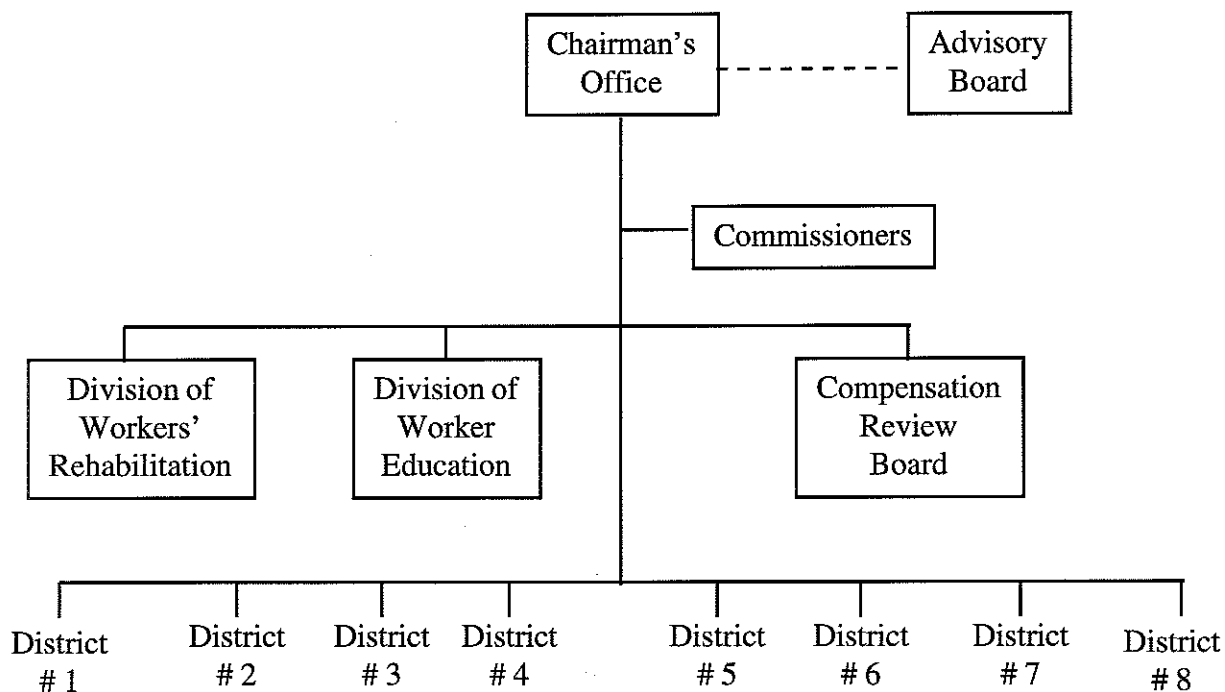 Chairman's
Office
Advisory
Board
Commissioners
Division of
Workers'
Rehabilitation
Division of
Worker
Education
Compensation
Review
Board
District
# 1
District
# 2
District
# 3
District
# 4
District
# 5
District
# 6
District
# 7
District
# 8